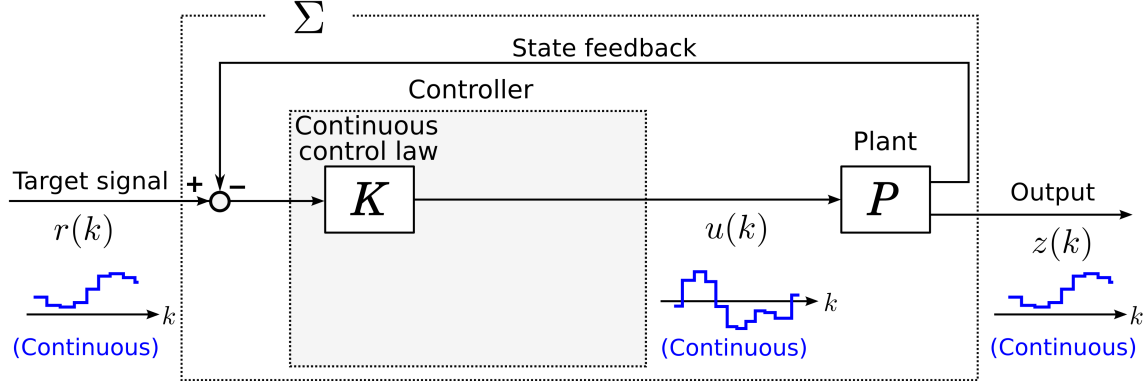 Σ
State feedback
Controller
Continuous
control law
Plant
Target signal
+
−
K
P
Output
r(k)
u(k)
z(k)
k
k
k
(Continuous)
(Continuous)
(Continuous)